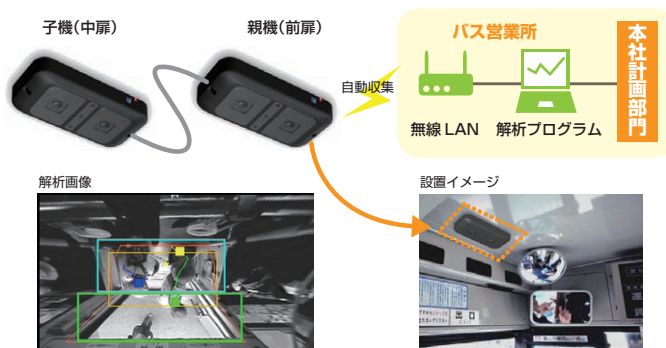 子機(中扉)
親機(前扉)
バス営業所
本社計画部門
自動収集
無線 LAN
解析プログラム
解析画像
設置イメージ